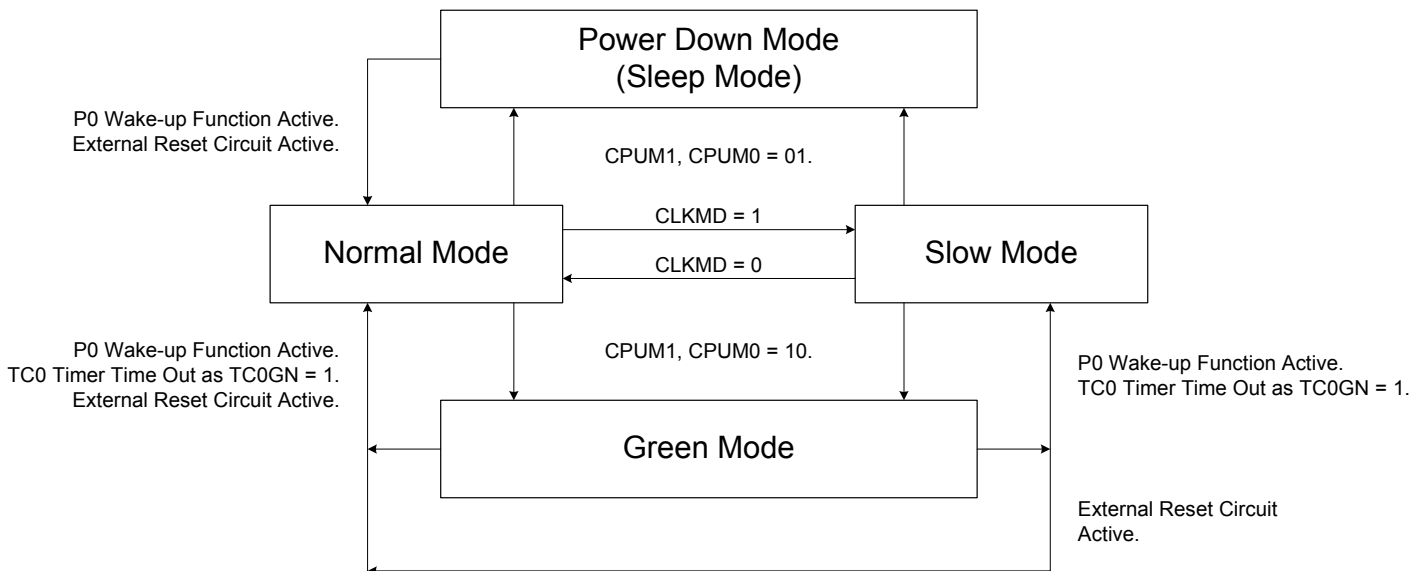 Power Down Mode
(Sleep Mode)
P0 Wake-up Function Active.
External Reset Circuit Active.
CPUM1, CPUM0 = 01.
Normal Mode
CLKMD = 1
CLKMD = 0
Slow Mode
P0 Wake-up Function Active.
TC0 Timer Time Out as TC0GN = 1.
External Reset Circuit Active.
CPUM1, CPUM0 = 10.
P0 Wake-up Function Active.
TC0 Timer Time Out as TC0GN = 1.
Green Mode
External Reset Circuit
Active.